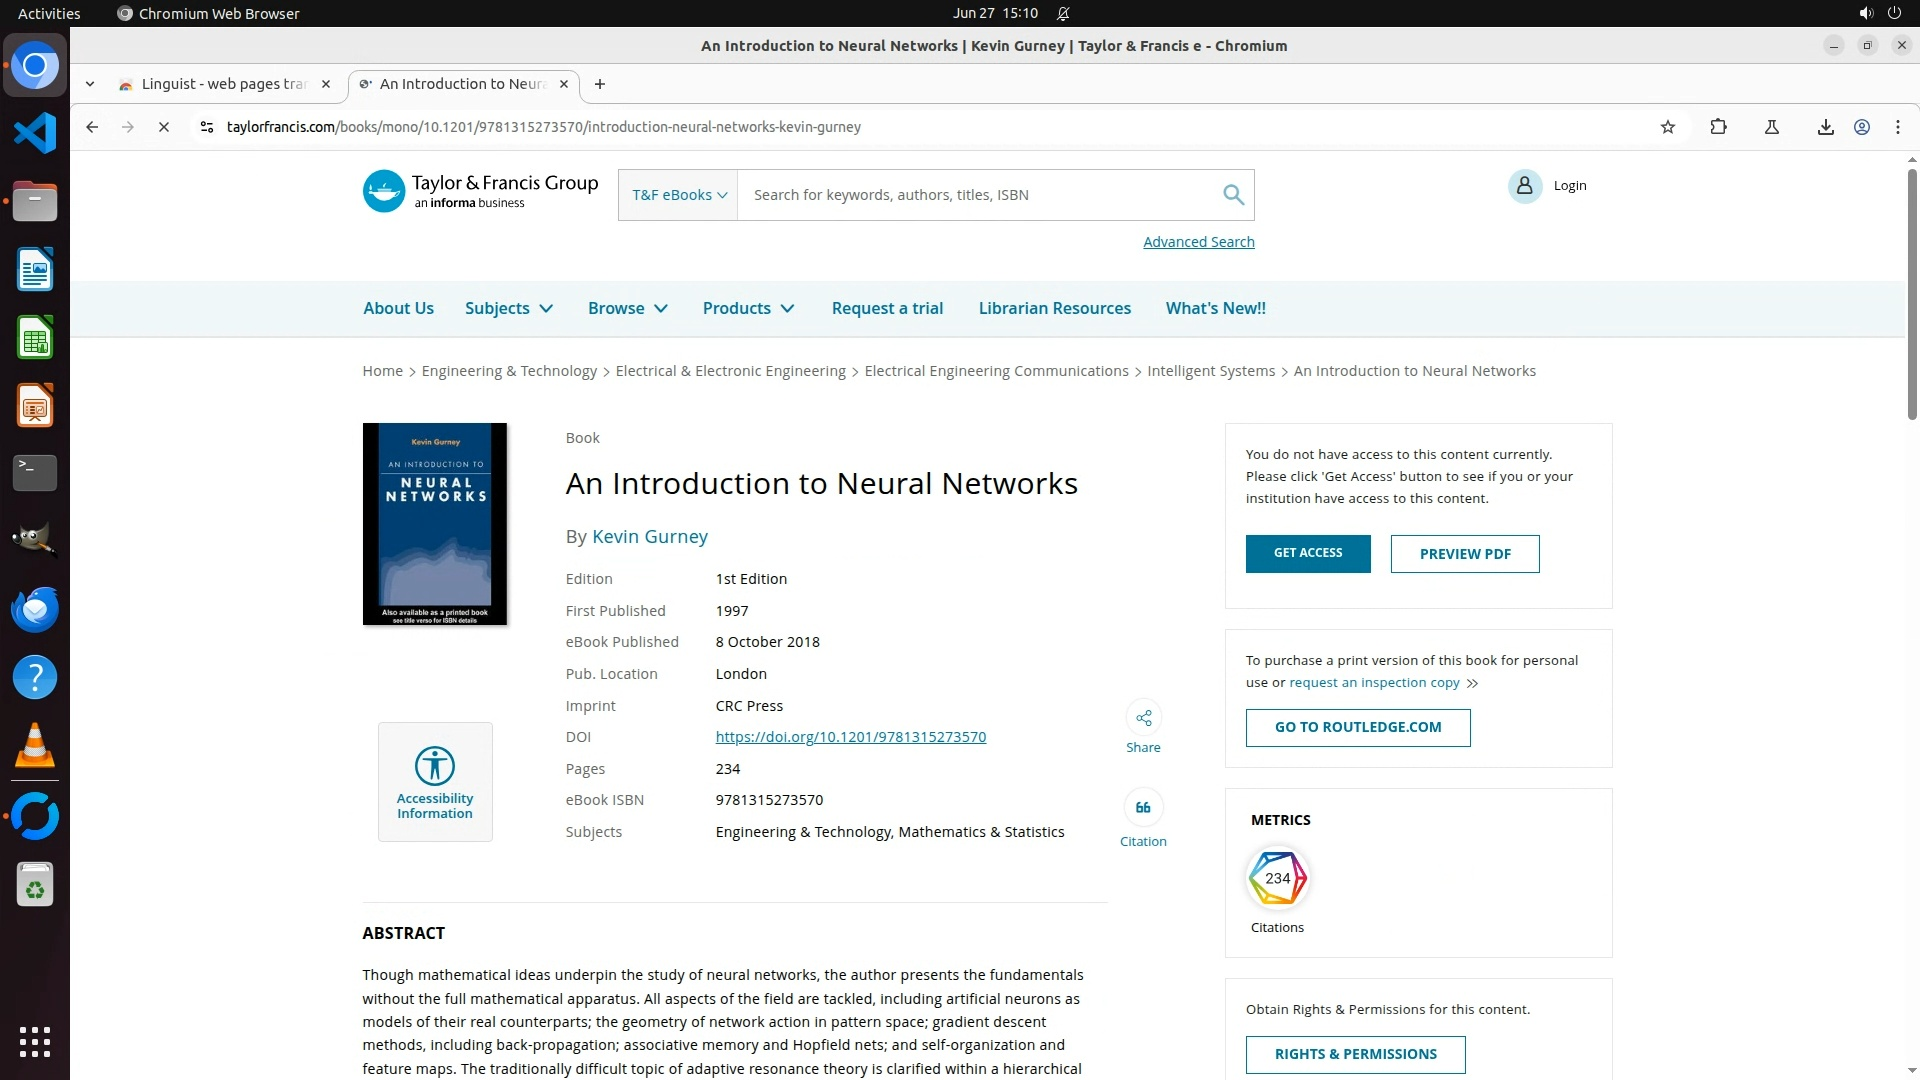 Activities
Chromium Web Browser
Jun 27 15:10
An Introduction to Neural Networks | Kevin Gurney | Taylor & Francis e - Chromium
Linguist - web pages tran
An Introduction to Neura
taylorfrancis.com/books/mono/10.1201/9781315273570/introduction-neural-networks-kevin-gurney
Taylor & Francis Group
an informa business
T&F eBooks
Search for keywords, authors, titles, ISBN
Login
Advanced Search
About Us
Subjects
Browse
Products
Request a trial
Librarian Resources
What's New!!
Home > Engineering & Technology > Electrical & Electronic Engineering > Electrical Engineering Communications > Intelligent Systems > An Introduction to Neural Networks
Kevin Gurney
AN INTRODUCTION TO
NEURAL
NETWORKS
Also available as a printed book
see title verso for ISBN details
Accessibility
Information
Book
An Introduction to Neural Networks
By Kevin Gurney
Edition 1st Edition
First Published 1997
eBook Published 8 October 2018
Pub. Location London
Imprint CRC Press
DOI https://doi.org/10.1201/9781315273570
Pages 234
eBook ISBN 9781315273570
Subjects Engineering & Technology, Mathematics & Statistics
Share
Citation
You do not have access to this content currently.
Please click 'Get Access' button to see if you or your
institution have access to this content.
GET ACCESS
PREVIEW PDF
To purchase a print version of this book for personal
use or request an inspection copy >>
GO TO ROUTLEDGE.COM
METRICS
234
Citations
Obtain Rights & Permissions for this content.
RIGHTS & PERMISSIONS
ABSTRACT
Though mathematical ideas underpin the study of neural networks, the author presents the fundamentals
without the full mathematical apparatus. All aspects of the field are tackled, including artificial neurons as
models of their real counterparts; the geometry of network action in pattern space; gradient descent
methods, including back-propagation; associative memory and Hopfield nets; and self-organization and
feature maps. The traditionally difficult topic of adaptive resonance theory is clarified within a hierarchical